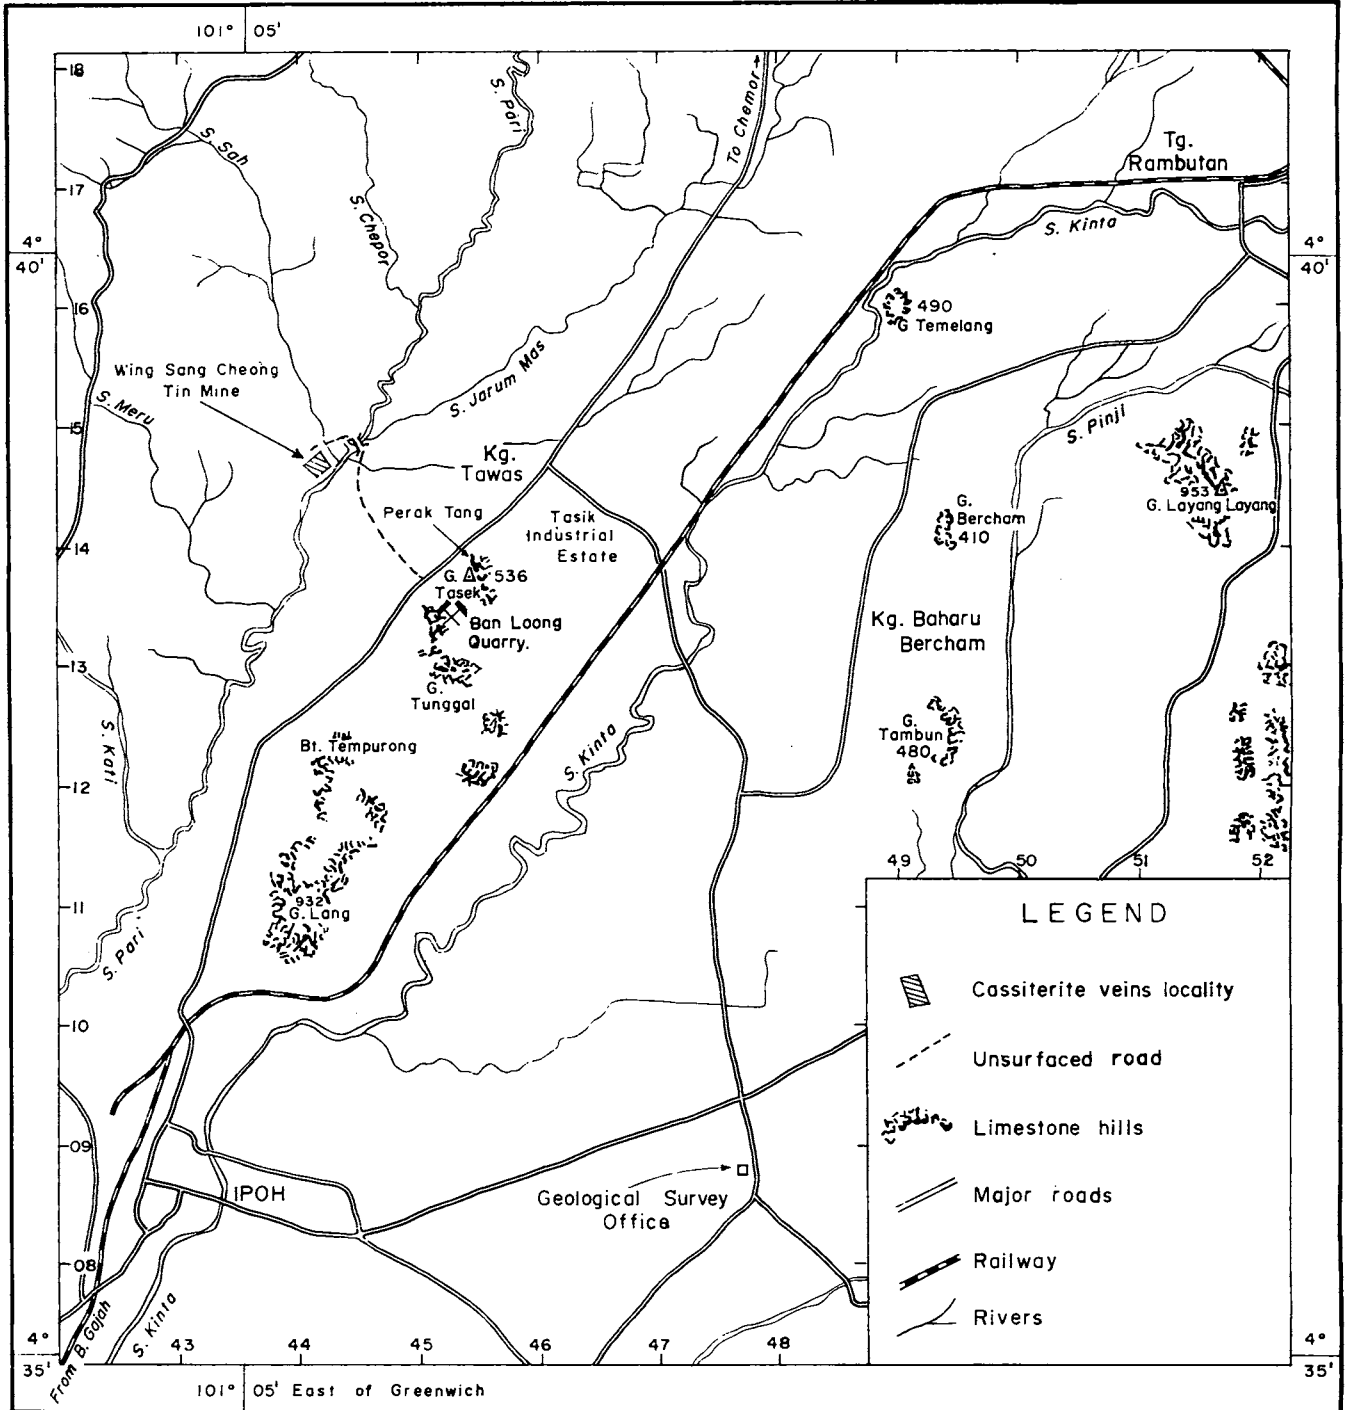 101° 05'
18
S. Pari
To Chemor
S. Sah
Tg.
Rambutan
17
S. Chepor
S. Kinta
4°
40'
4°
40'
16
490
G Temelang
Wing Sang Cheong
Tin Mine
S. Jarum Mas
S. Meru
15
S. Pinji
Kg.
Tawas
953
G. Layang Layang
Perak Tang
Tasik
Industrial
Estate
G.
Bercham
410
14
G.
Tasek
536
Ban Loong
Quarry.
Kg. Baharu
Bercham
13
G.
Tunggal
S. Kati
Bt. Tempurong
G.
Tambun
480
S. Kinta
12
49
50
51
52
11
932
G. Lang
S. Pari
LEGEND
Cassiterite veins locality
10
Unsurfaced road
Limestone hills
09
IPOH
Geological Survey
Office
Major roads
08
Railway
Rivers
From B. Gajah
S. Kinta
4°
35'
43
44
45
46
47
48
4°
35'
101° 05' East of Greenwich